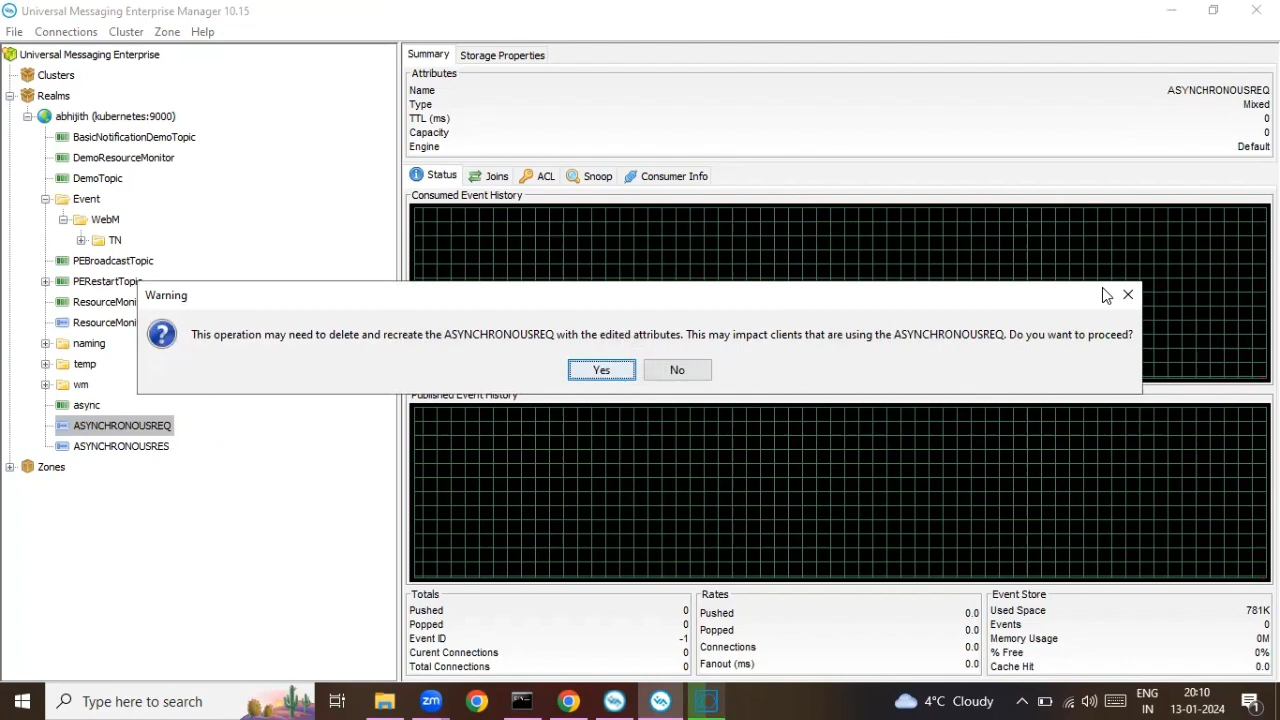 Universal Messaging Enterprise Manager 10.15
File Connections Cluster Zone Help
Universal Messaging Enterprise
Clusters
Realms
abhijith (kubernetes:9000)
BasicNotificationDemoTopic
DemoResourceMonitor
DemoTopic
Event
WebM
TN
PEBroadcastTopic
PERestartTopic
ResourceMoni
ResourceMoni
naming
temp
wm
async
ASYNCHRONOUSREQ
ASYNCHRONOUSRES
Zones
Summary Storage Properties
Attributes
Name ASYNCHRONOUSREQ
Type Mixed
TTL (ms) 0
Capacity 0
Engine Default
Status Joins ACL Snoop Consumer Info
Consumed Event History
Warning
This operation may need to delete and recreate the ASYNCHRONOUSREQ with the edited attributes. This may impact clients that are using the ASYNCHRONOUSREQ. Do you want to proceed?
Yes No
Published Event History
Totals
Pushed 0
Popped 0
Event ID -1
Curent Connections 0
Total Connections 0
Rates
Pushed 0.0
Popped 0.0
Connections 0.0
Fanout (ms) 0.0
Event Store
Used Space 781K
Events 0
Memory Usage 0M
% Free 0%
Cache Hit 0.0
Type here to search
zm
4°C Cloudy
ENG
IN
20:10
13-01-2024
1